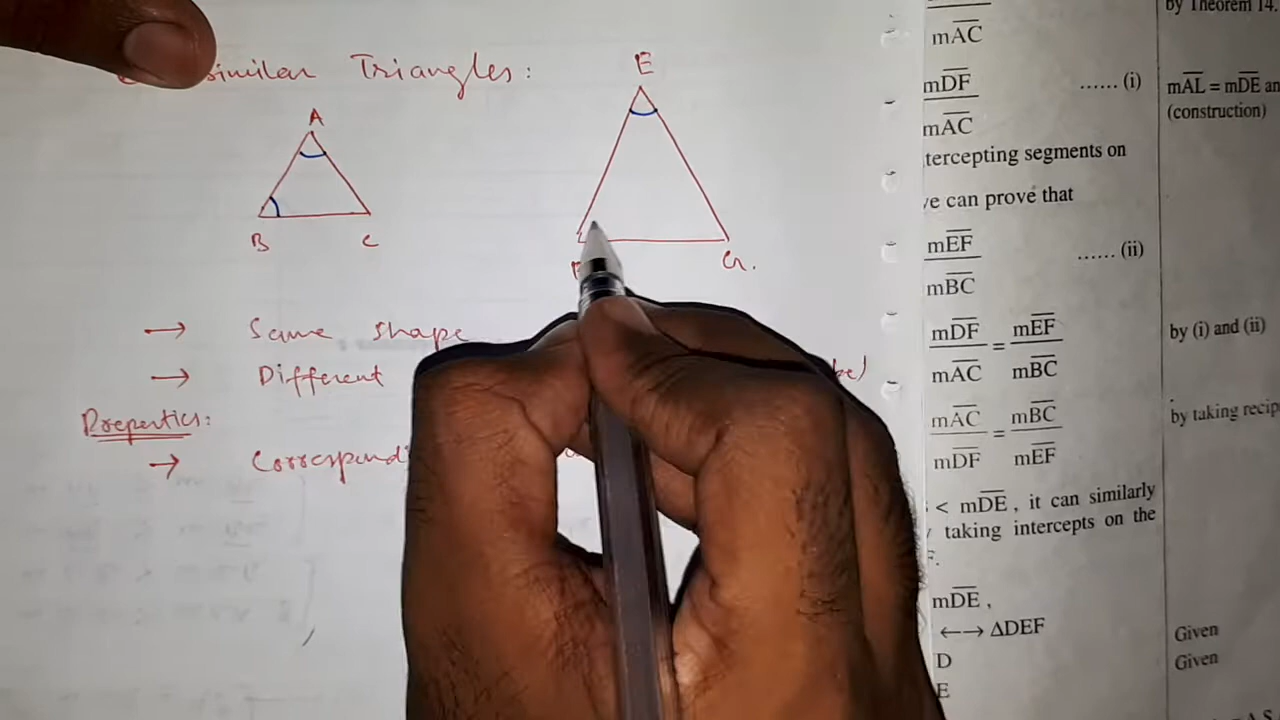 similar Triangles:
A
B
C
E
G.
→ Same shape
→ Different
Properties:
→
by Theorem 14.
mAC
mDF
mAC
...... (i)
mAL = mDE an
(construction)
tercepting segments on
ve can prove that
mEF
mBC
...... (ii)
mDF = mEF
mAC mBC
by (i) and (ii)
mAC = mBC
mDF mEF
by taking recip
< mDE, it can similarly
taking intercepts on the
F.
mDE,
←→ ΔDEF
Given
D
Given
E